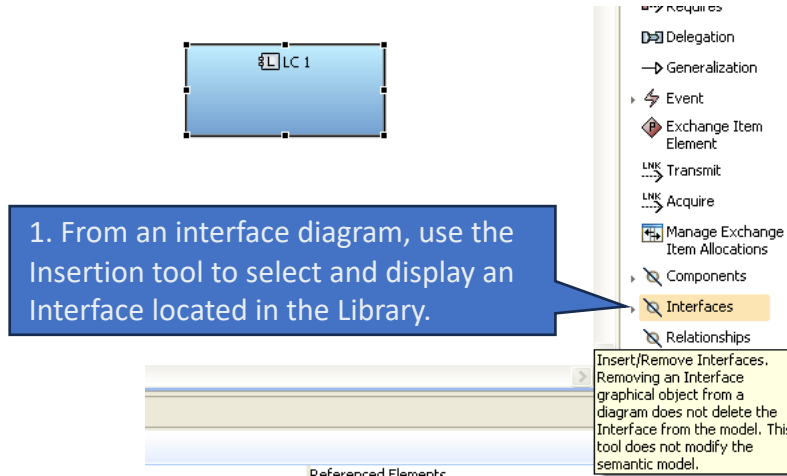 Requires
LC 1
Delegation
Generalization
Event
Exchange Item
Element
LNK
Transmit
LNK
Acquire
1. From an interface diagram, use the
Insertion tool to select and display an
Interface located in the Library.
Manage Exchange
Item Allocations
Components
Interfaces
Relationships
Insert/Remove Interfaces.
Removing an Interface
graphical object from a
diagram does not delete the
Interface from the model. This
tool does not modify the
semantic model.
Referenced Elements